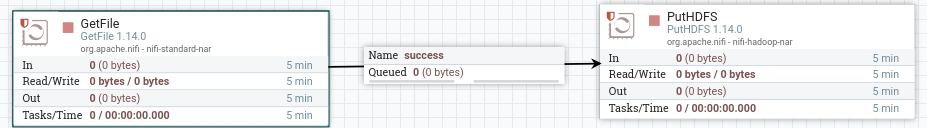 GetFile
GetFile 1.14.0
org.apache.nifi - nifi-standard-nar
In 0 (0 bytes) 5 min
Read/Write 0 bytes / 0 bytes 5 min
Out 0 (0 bytes) 5 min
Tasks/Time 0 / 00:00:00.000 5 min
Name success
Queued 0 (0 bytes)
PutHDFS
PutHDFS 1.14.0
org.apache.nifi - nifi-hadoop-nar
In 0 (0 bytes) 5 min
Read/Write 0 bytes / 0 bytes 5 min
Out 0 (0 bytes) 5 min
Tasks/Time 0 / 00:00:00.000 5 min